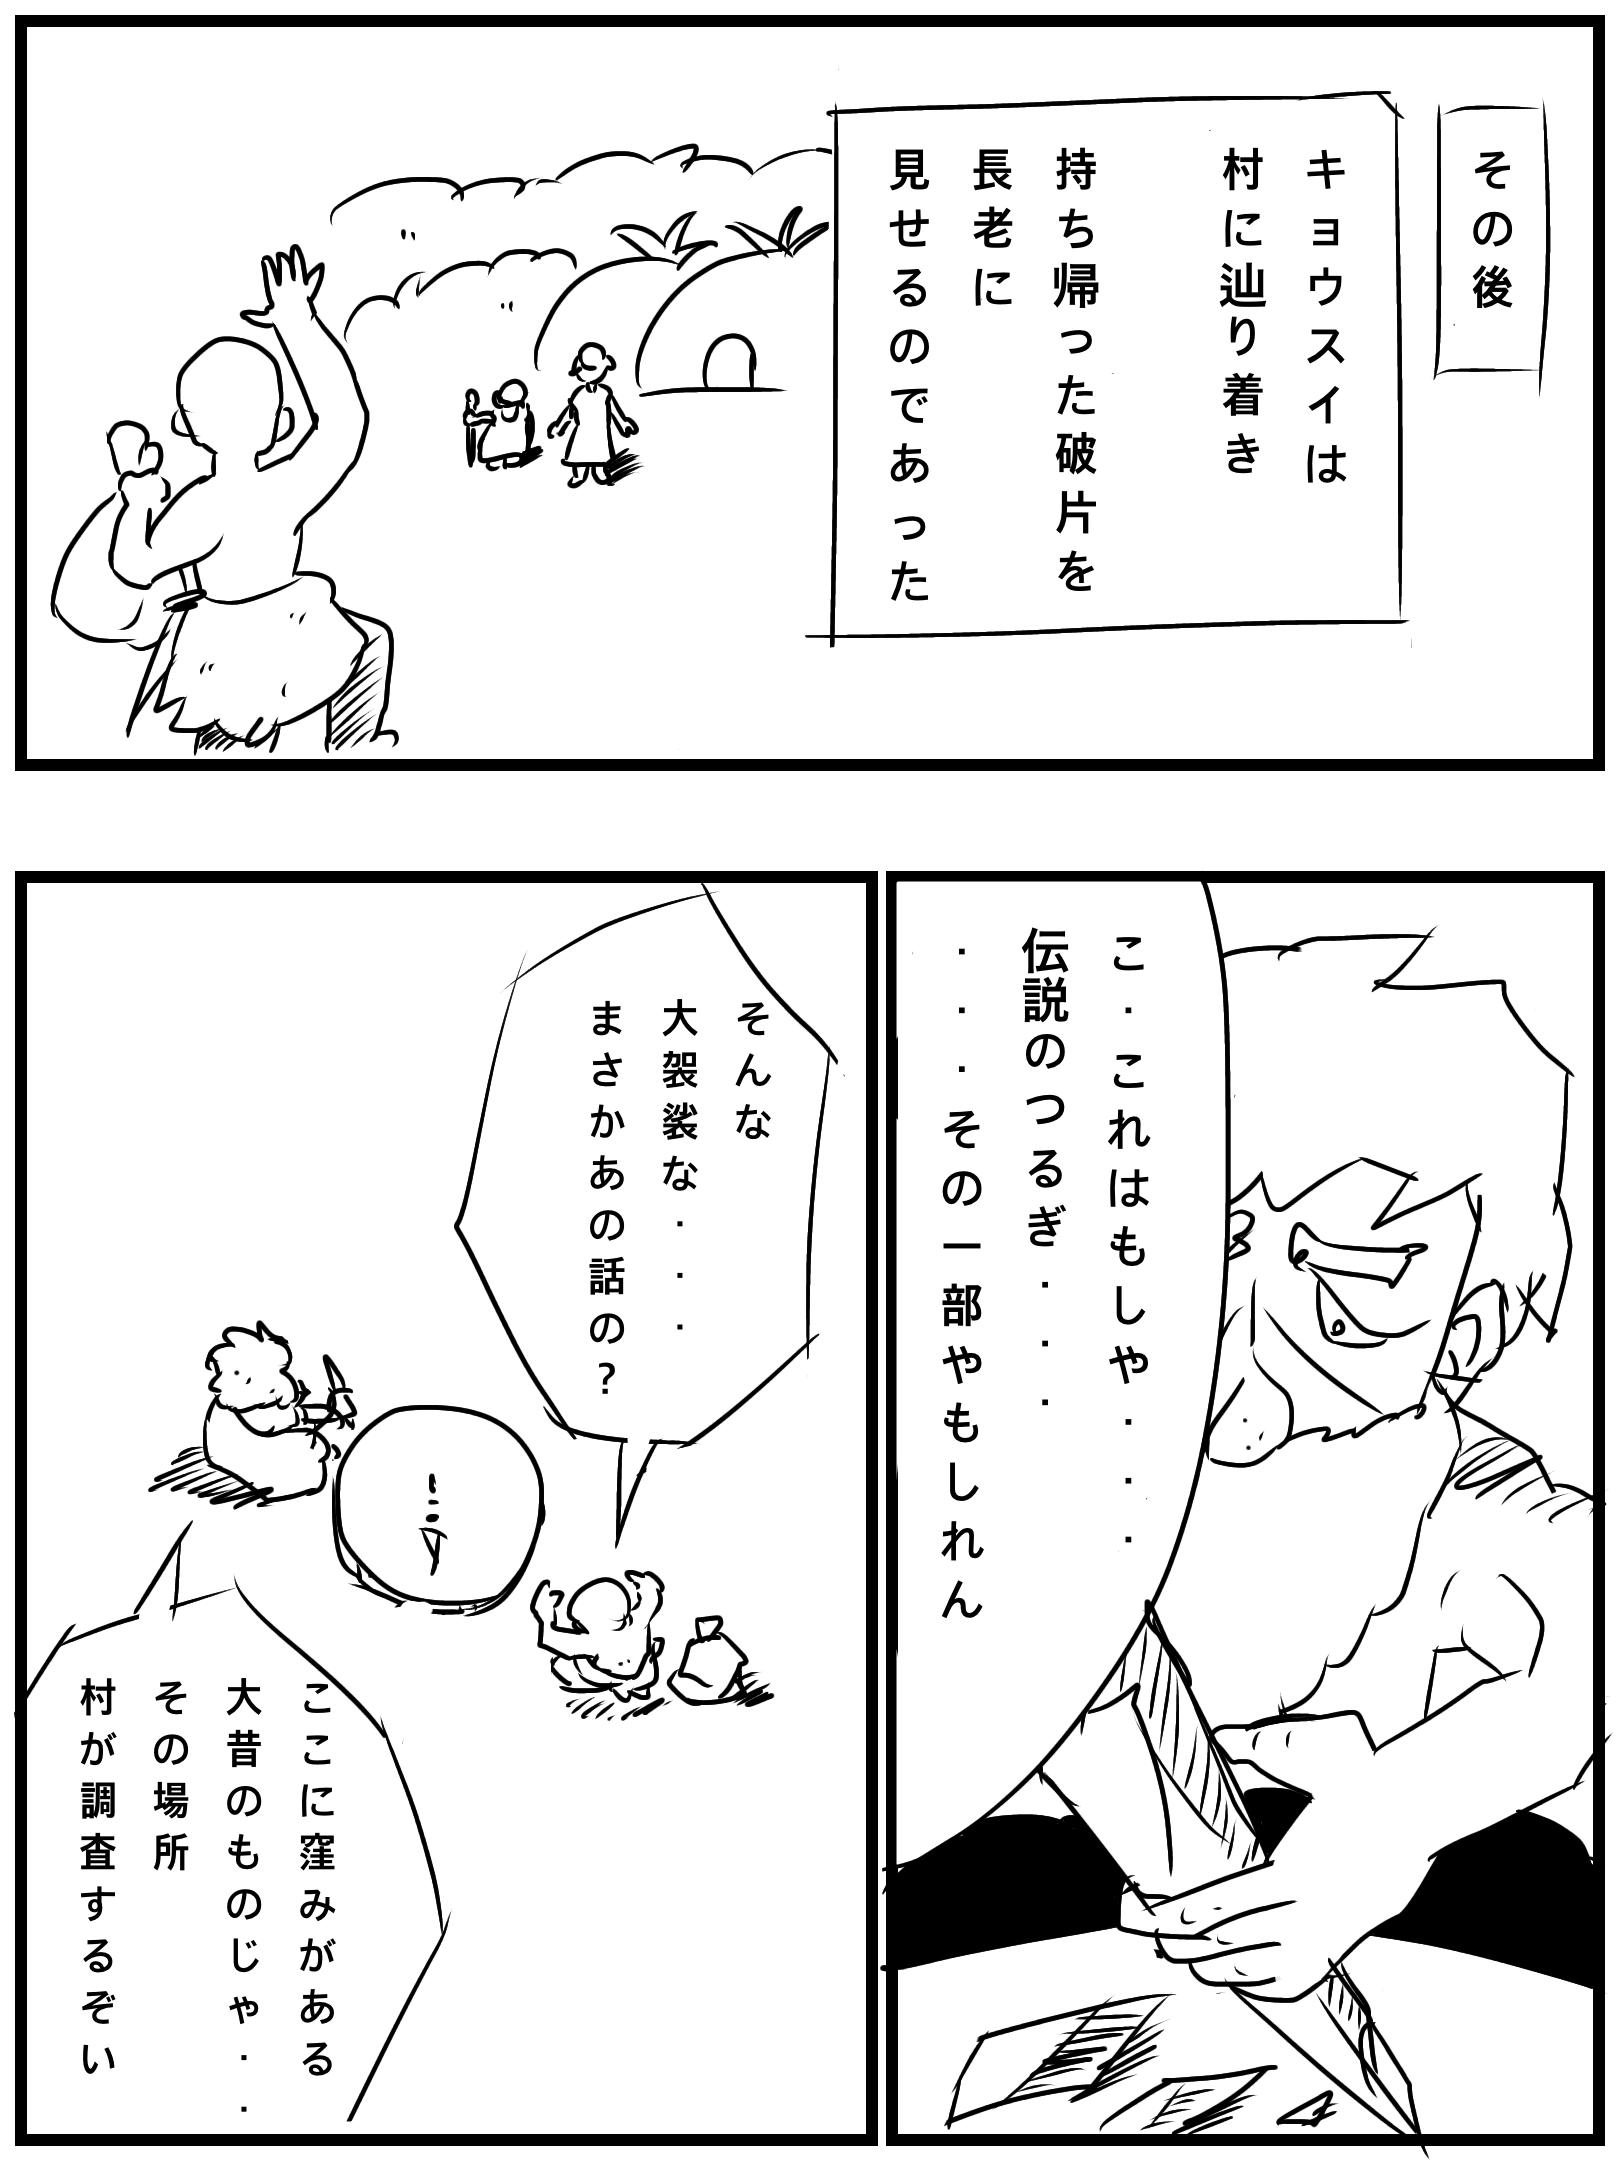 その後
キョウスイは
村に辿り着き
持ち帰った破片を
長老に
見せるのであった
こ・これはもしや・・・
伝説のつるぎ・・・
・・・その一部やもしれん
そんな
大袈裟な・・・
まさかあの話の?
ここに窪みがある
大昔のものじゃ・・
その場所
村が調査するぞい